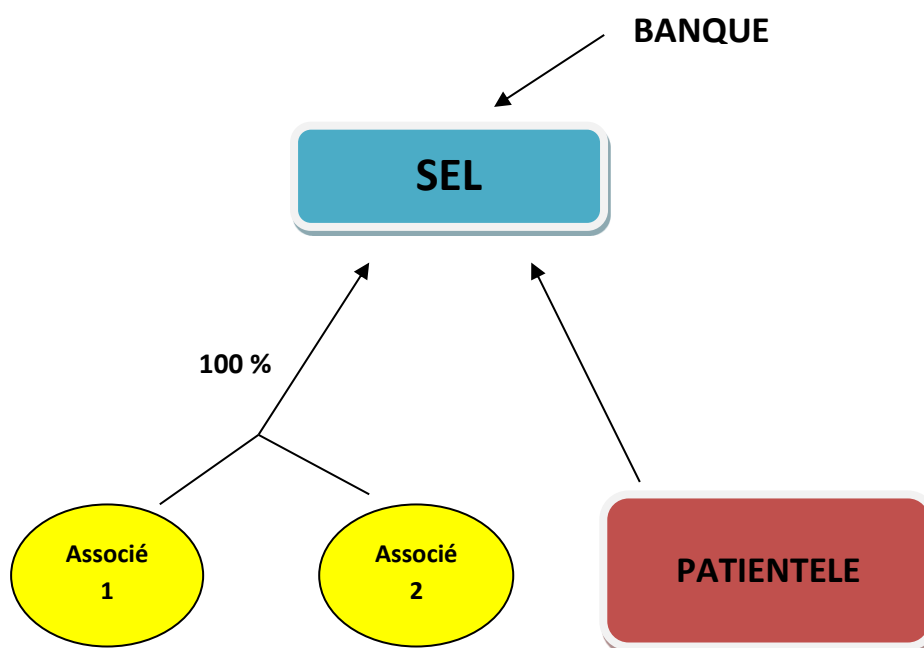 BANQUE
SEL
100 %
Associé
1
Associé
2
PATIENTELE